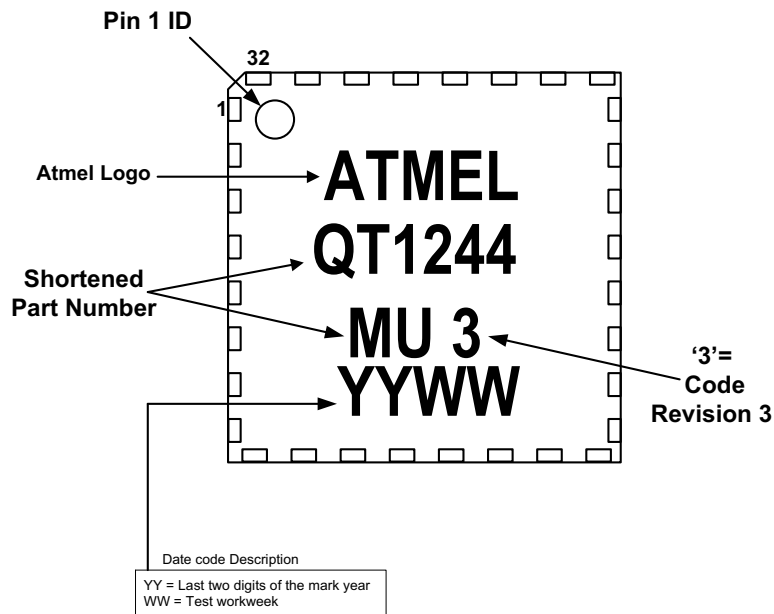 Pin 1 ID
32
1
Atmel Logo
ATMEL
QT1244
Shortened
Part Number
MU 3
‘3’=
Code
Revision 3
YYWW
Date code Description
YY = Last two digits of the mark year
WW = Test workweek